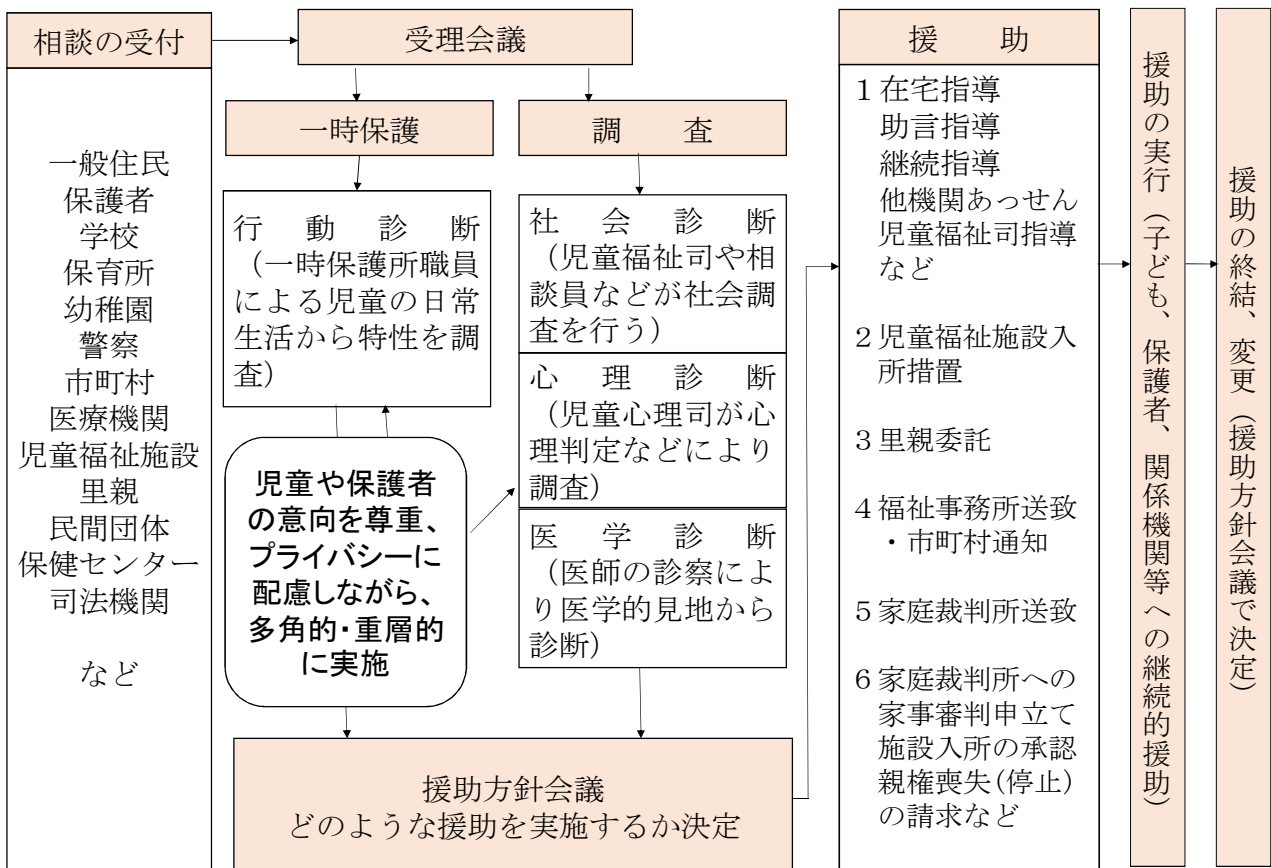 相談の受付
一般住民
保護者
学校
保育所
幼稚園
警察
市町村
医療機関
児童福祉施設
里親
民間団体
保健センター
司法機関
など
受理会議
一時保護
行動診断
（一時保護所職員
による児童の日常
生活から特性を調
査）
児童や保護者
の意向を尊重、
プライバシーに
配慮しながら、
多角的・重層的
に実施
調査
社会診断
（児童福祉司や相
談員などが社会調
査を行う）
心理診断
（児童心理司が心
理判定などにより
調査）
医学診断
（医師の診察によ
り医学的見地から
診断）
援助方針会議
どのような援助を実施するか決定
援助
１在宅指導
助言指導
継続指導
他機関あっせん
児童福祉司指導
など
２児童福祉施設入
所措置
３里親委託
４福祉事務所送致
・市町村通知
５家庭裁判所送致
６家庭裁判所への
家事審判申立て
施設入所の承認
親権喪失(停止)
の請求など
援助の実行（子ども、保護者、関係機関等への継続的援助）
援助の終結、変更（援助方針会議で決定）